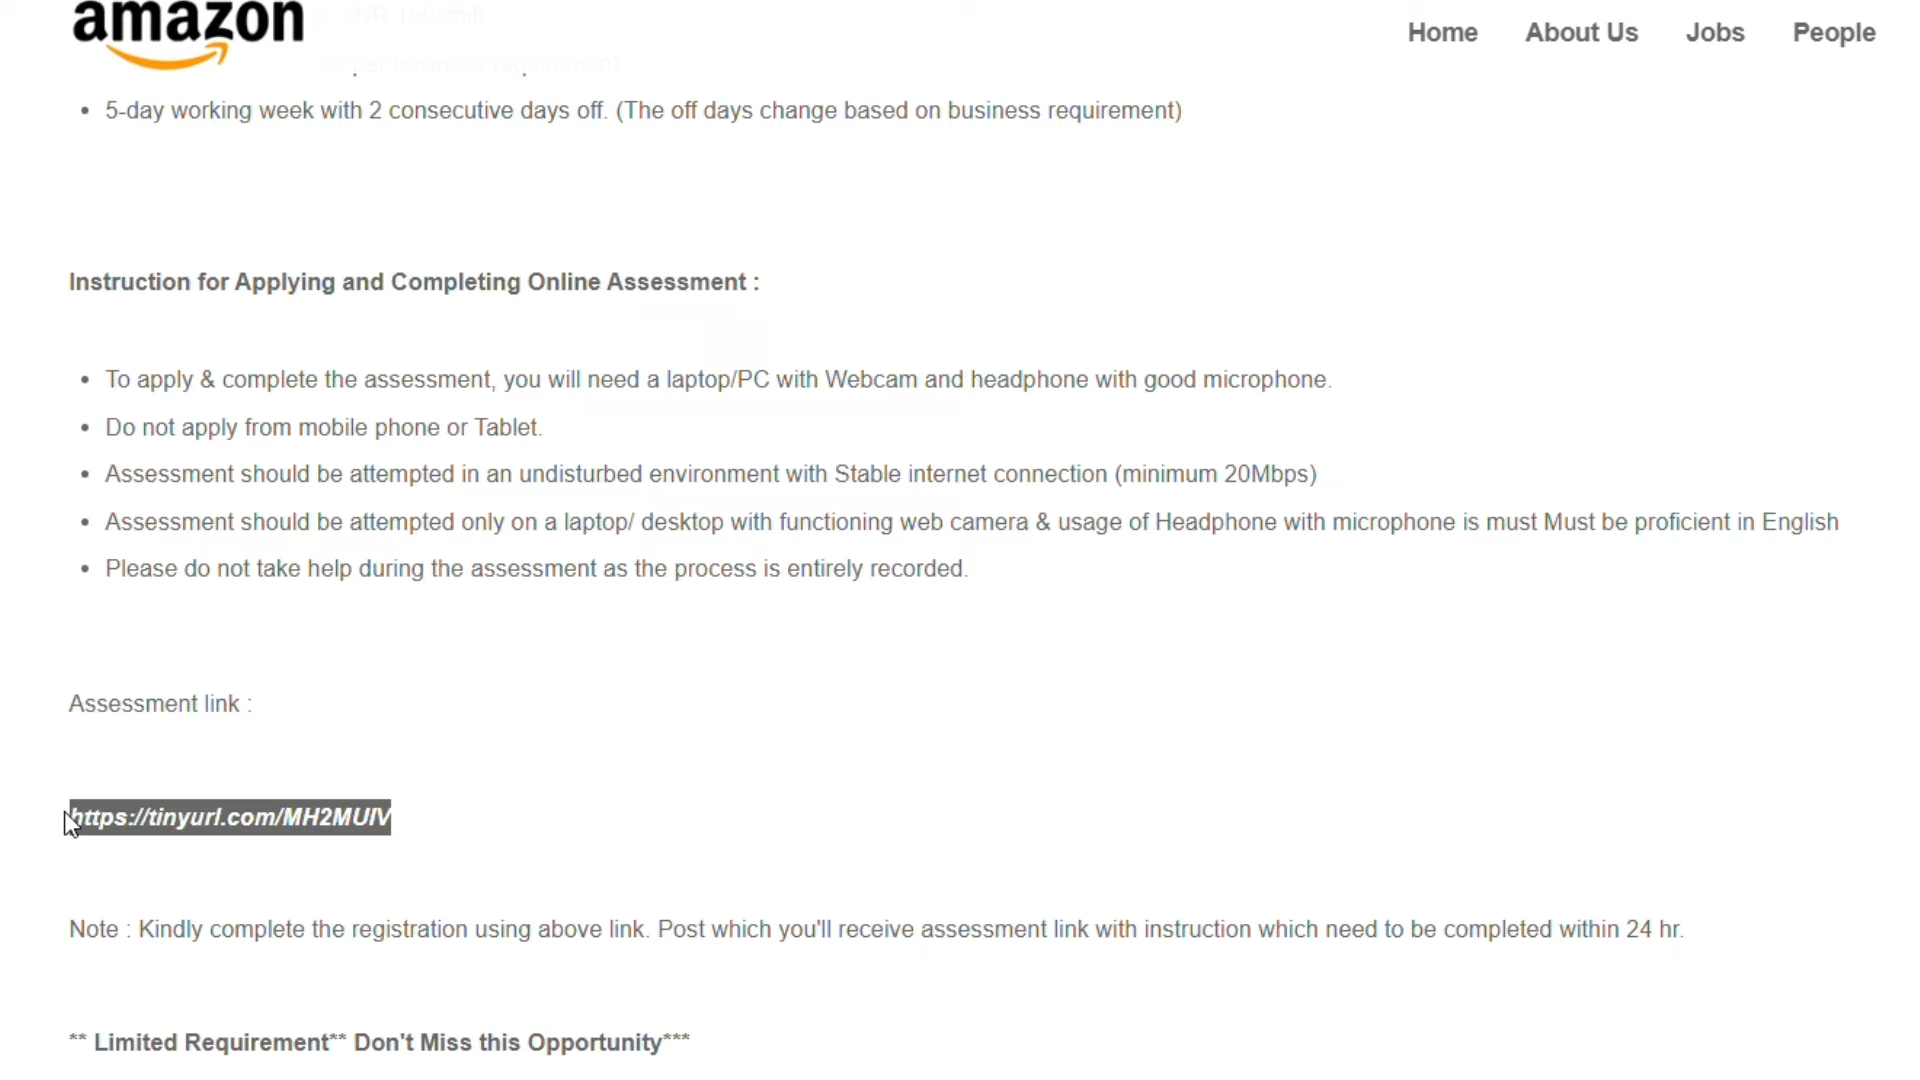 amazon
Home About Us Jobs People
• 5-day working week with 2 consecutive days off. (The off days change based on business requirement)
Instruction for Applying and Completing Online Assessment :
• To apply & complete the assessment, you will need a laptop/PC with Webcam and headphone with good microphone.
• Do not apply from mobile phone or Tablet.
• Assessment should be attempted in an undisturbed environment with Stable internet connection (minimum 20Mbps)
• Assessment should be attempted only on a laptop/ desktop with functioning web camera & usage of Headphone with microphone is must Must be proficient in English
• Please do not take help during the assessment as the process is entirely recorded.
Assessment link :
https://tinyurl.com/MH2MUIV
Note : Kindly complete the registration using above link. Post which you'll receive assessment link with instruction which need to be completed within 24 hr.
** Limited Requirement** Don't Miss this Opportunity***